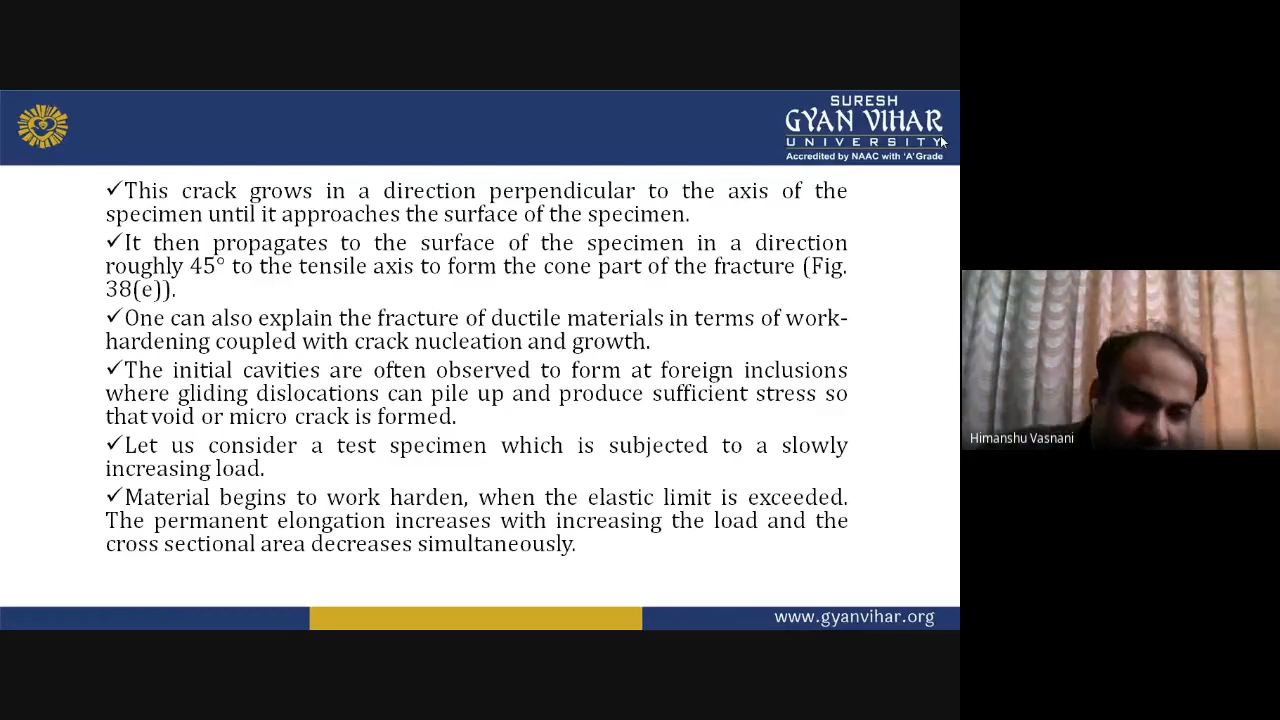 SURESH
GYAN VIHAR
UNIVERSITY
Accredited by NAAC with 'A' Grade
✓This crack grows in a direction perpendicular to the axis of the
specimen until it approaches the surface of the specimen.
✓It then propagates to the surface of the specimen in a direction
roughly 45° to the tensile axis to form the cone part of the fracture (Fig.
38(e)).
✓One can also explain the fracture of ductile materials in terms of work-
hardening coupled with crack nucleation and growth.
✓The initial cavities are often observed to form at foreign inclusions
where gliding dislocations can pile up and produce sufficient stress so
that void or micro crack is formed.
✓Let us consider a test specimen which is subjected to a slowly
increasing load.
✓Material begins to work harden, when the elastic limit is exceeded.
The permanent elongation increases with increasing the load and the
cross sectional area decreases simultaneously.
www.gyanvihar.org
Himanshu Vasnani